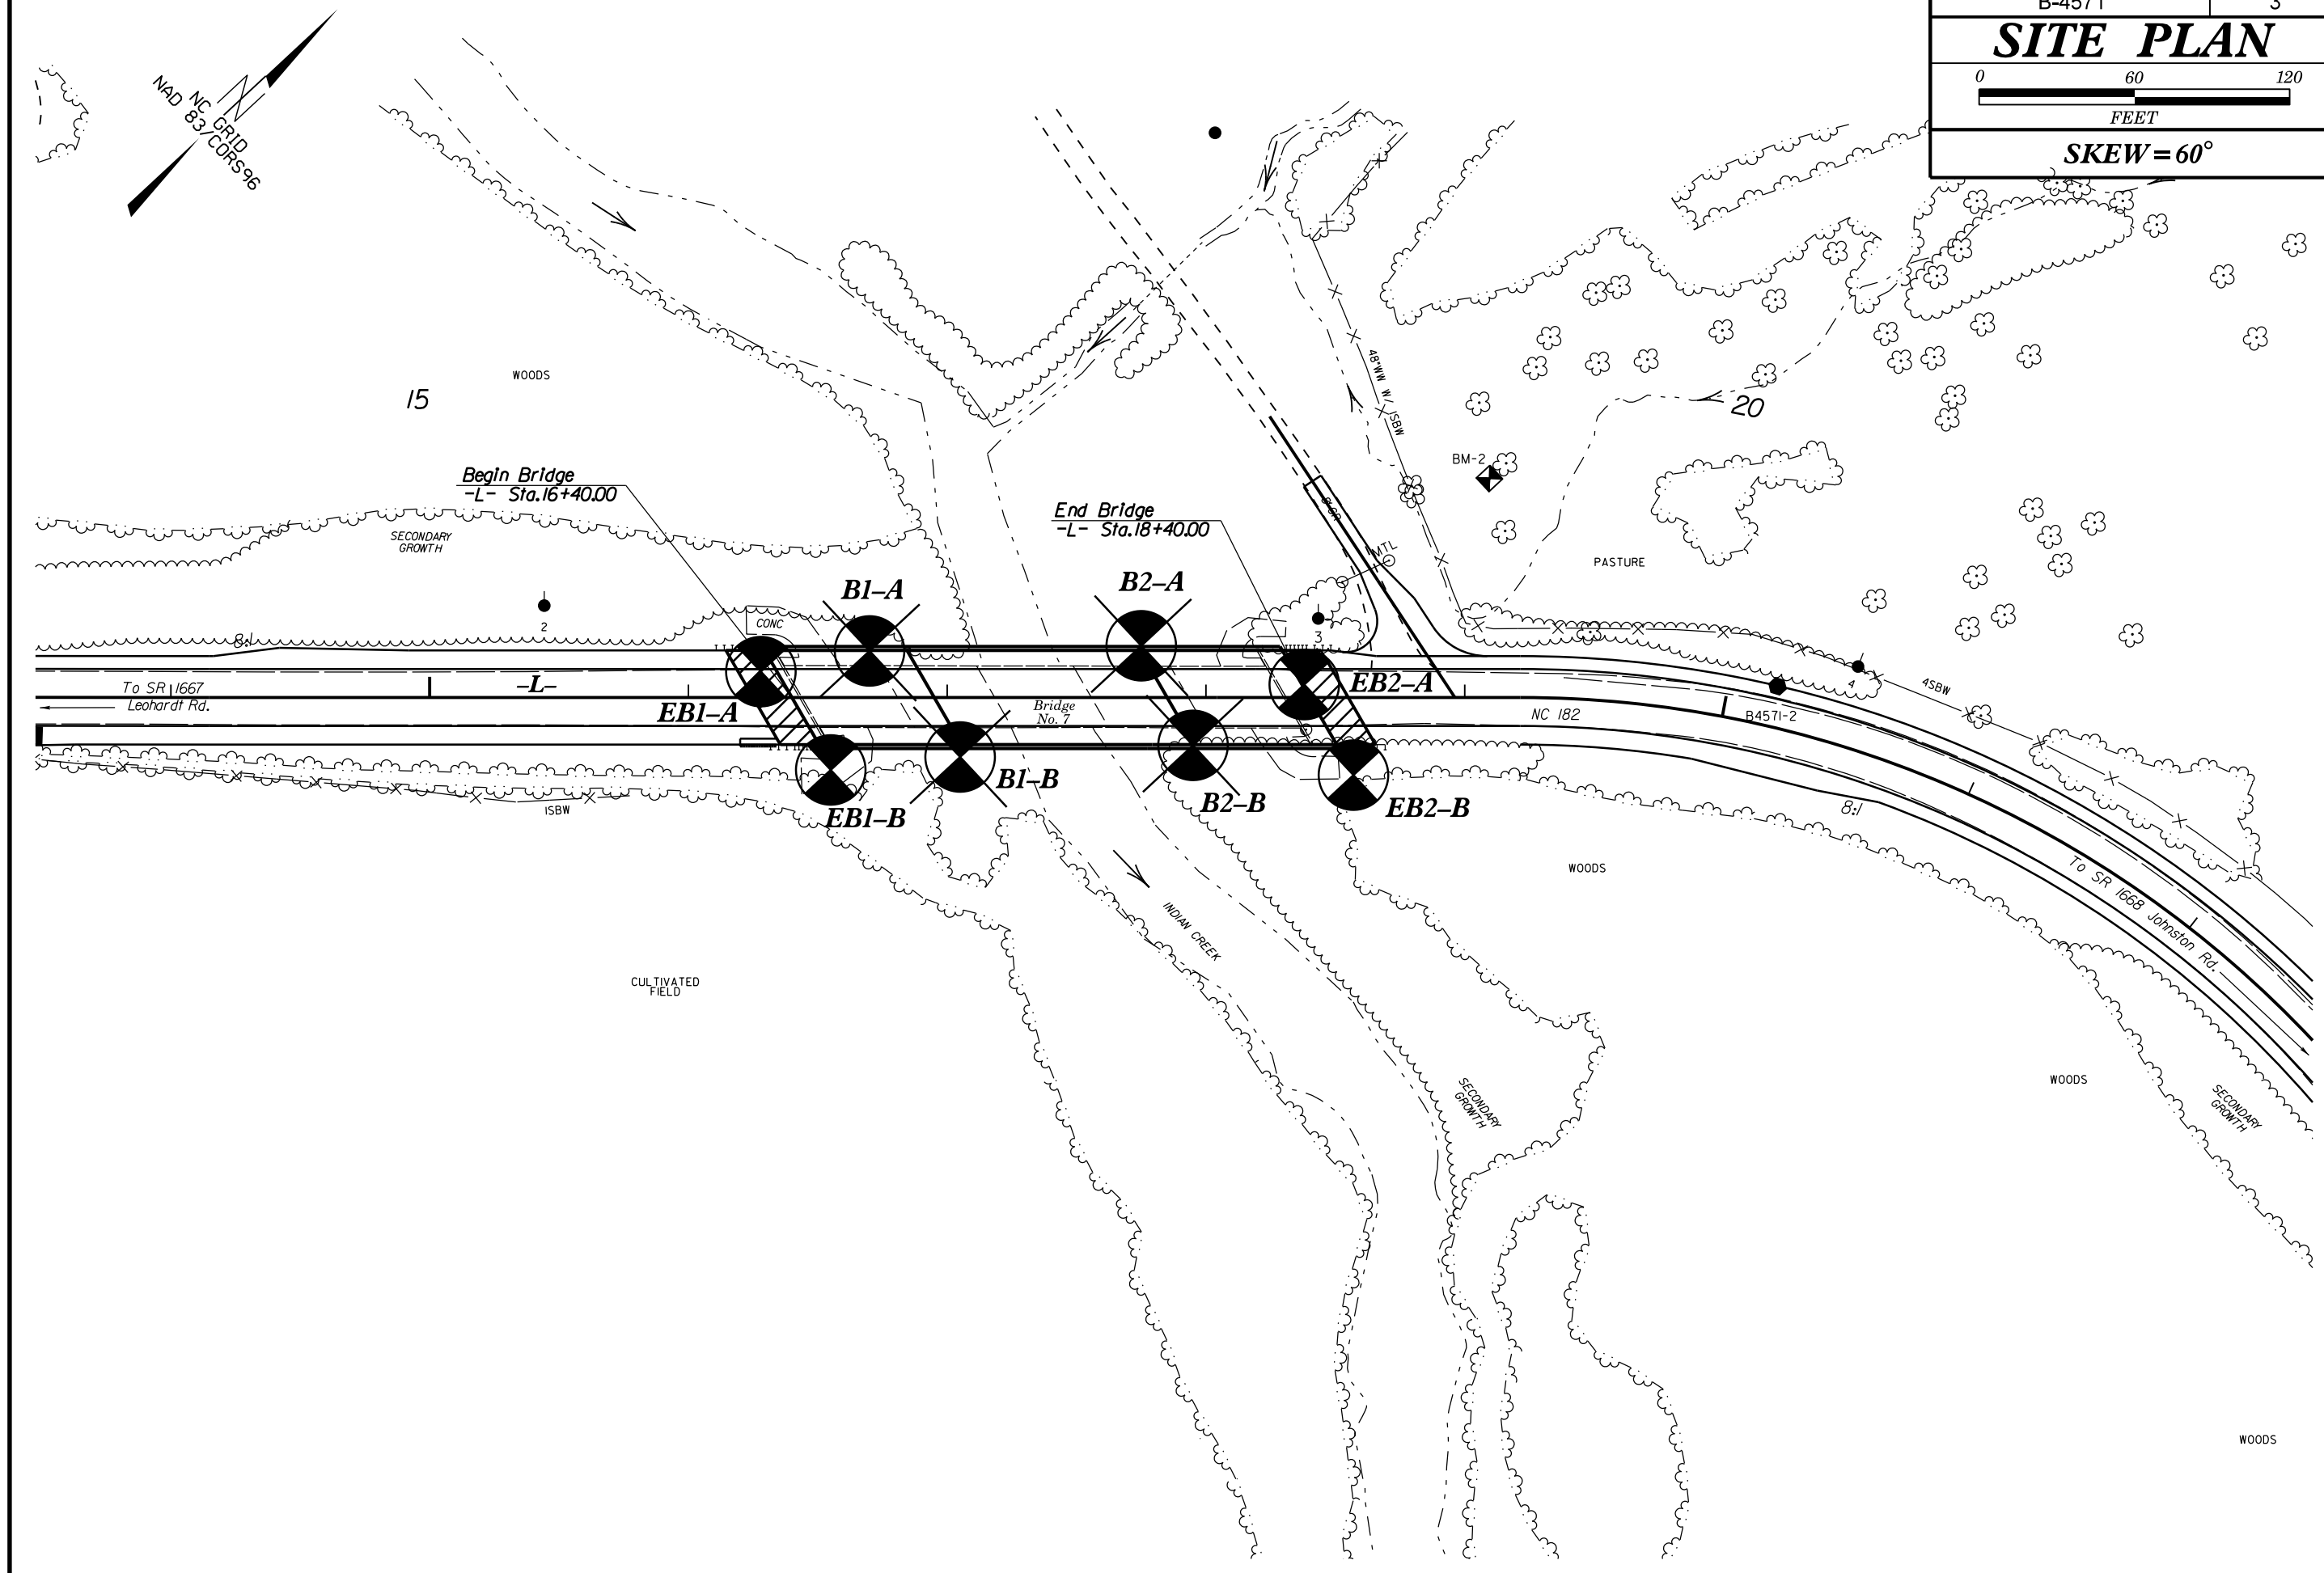 B-4571 3
SITE PLAN
0 60 120
FEET
SKEW = 60°
NC GRID
NAD 83/CORS96
WOODS
15
48"WW W/ 1SBW
20
BM-2
Begin Bridge
-L- Sta.16+40.00
End Bridge
-L- Sta.18+40.00
SECONDARY
GROWTH
MTL
PASTURE
B1–A
B2–A
2
CONC
3
8:1
4
4SBW
To SR 1667
Leohardt Rd.
–L–
EB1–A
Bridge
No. 7
EB2–A
NC 182
B4571-2
B1–B
B2–B
EB1–B
EB2–B
1SBW
8:1
WOODS
To SR 1668 Johnston Rd.
INDIAN CREEK
CULTIVATED
FIELD
SECONDARY
GROWTH
WOODS
SECONDARY
GROWTH
WOODS